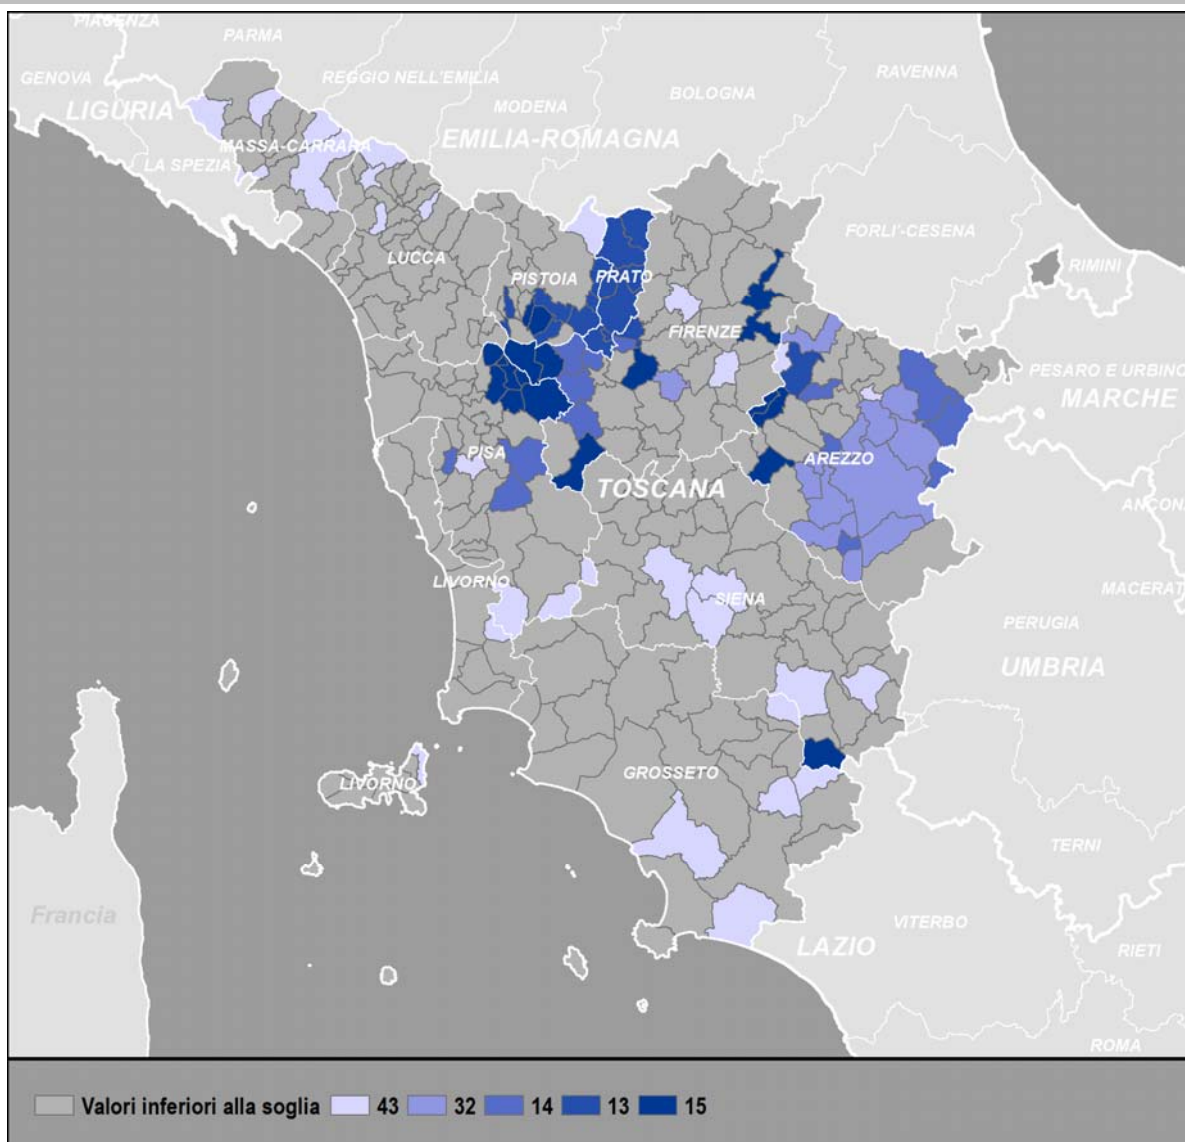 PIACENZA
PARMA
GENOVA
REGGIO NELL'EMILIA
RAVENNA
MODENA
BOLOGNA
LIGURIA
EMILIA-ROMAGNA
MASSA-CARRARA
LA SPEZIA
FORLI'-CESENA
LUCCA
RIMINI
PISTOIA
PRATO
FIRENZE
PESARO E URBINO
MARCHE
PISA
AREZZO
TOSCANA
ANCON
LIVORNO
SIENA
MACERAT
PERUGIA
UMBRIA
GROSSETO
LIVORNO
TERNI
Francia
VITERBO
LAZIO
RIETI
ROMA
Valori inferiori alla soglia 43 32 14 13 15